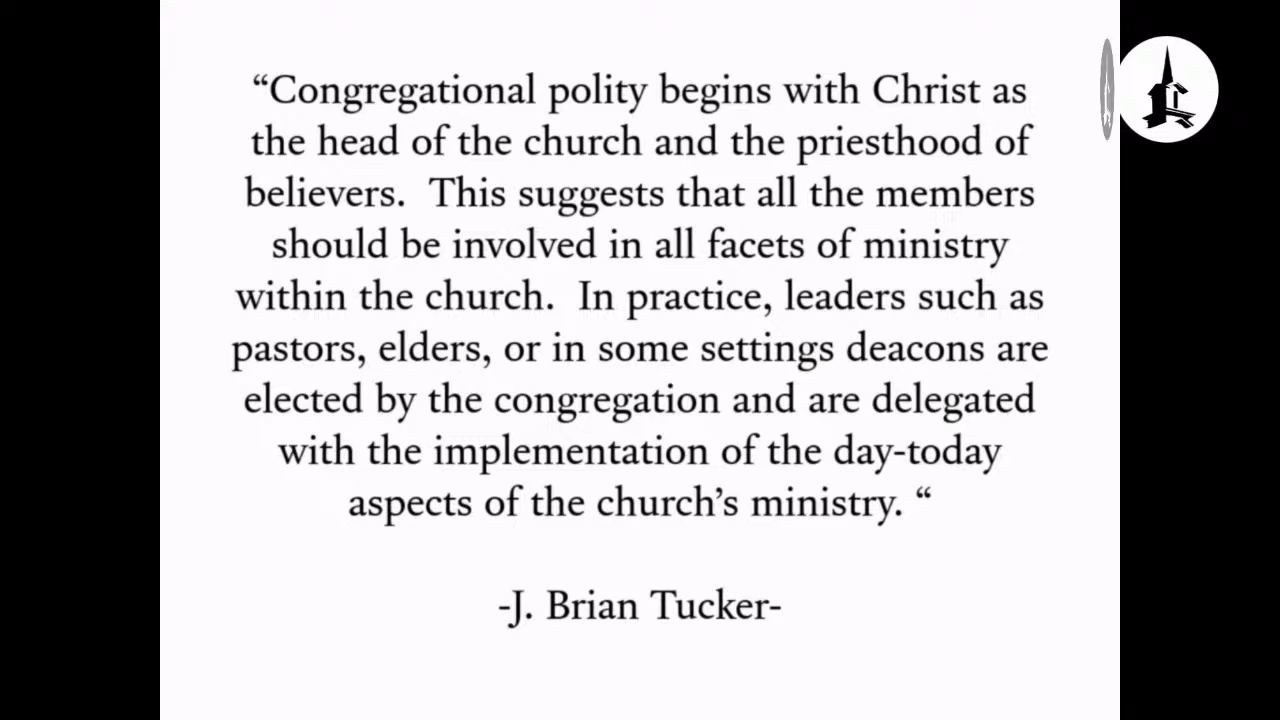 “Congregational polity begins with Christ as
the head of the church and the priesthood of
believers.  This suggests that all the members
should be involved in all facets of ministry
within the church.  In practice, leaders such as
pastors, elders, or in some settings deacons are
elected by the congregation and are delegated
with the implementation of the day-today
aspects of the church’s ministry. “
-J. Brian Tucker-